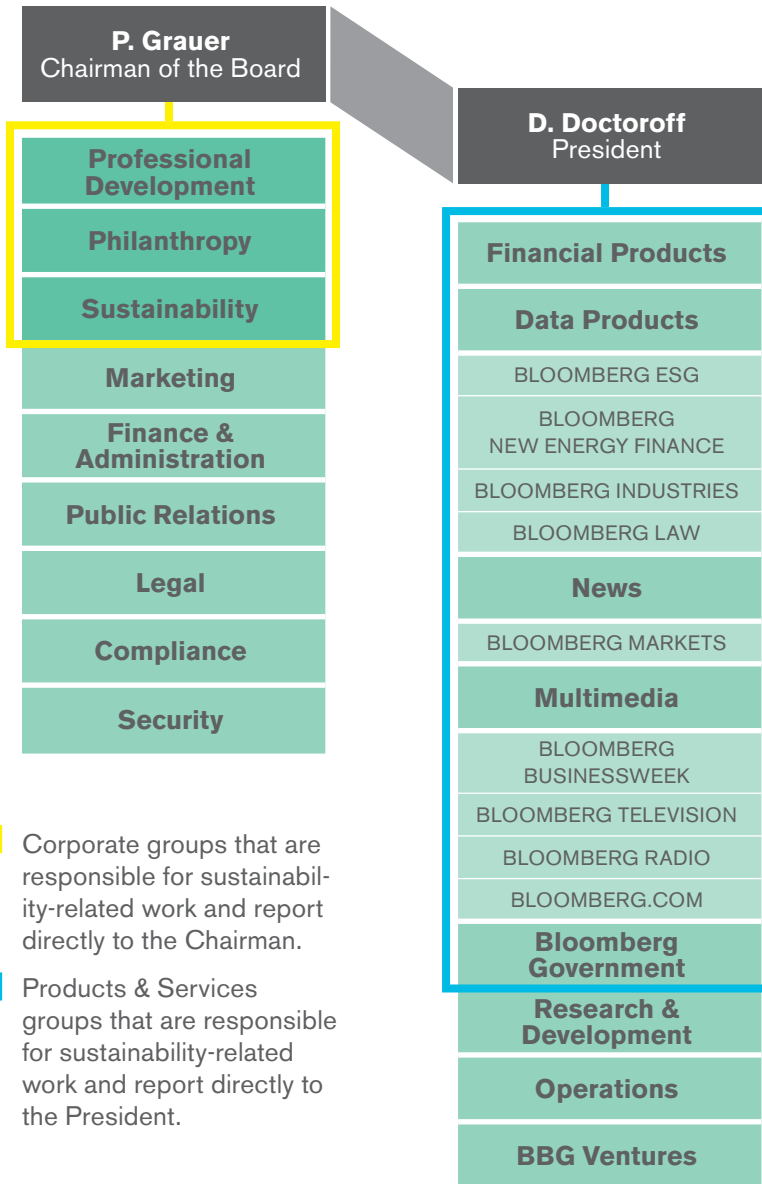 P. Grauer
Chairman of the Board
Professional
Development
Philanthropy
Sustainability
Marketing
Finance &
Administration
Public Relations
Legal
Compliance
Security
D. Doctoroff
President
Financial Products
Data Products
BLOOMBERG ESG
BLOOMBERG
NEW ENERGY FINANCE
BLOOMBERG INDUSTRIES
BLOOMBERG LAW
News
BLOOMBERG MARKETS
Multimedia
BLOOMBERG
BUSINESSWEEK
BLOOMBERG TELEVISION
BLOOMBERG RADIO
BLOOMBERG.COM
Bloomberg
Government
Research &
Development
Operations
BBG Ventures
Corporate groups that are
responsible for sustainabil-
ity-related work and report
directly to the Chairman.
Products & Services
groups that are responsible
for sustainability-related
work and report directly to
the President.